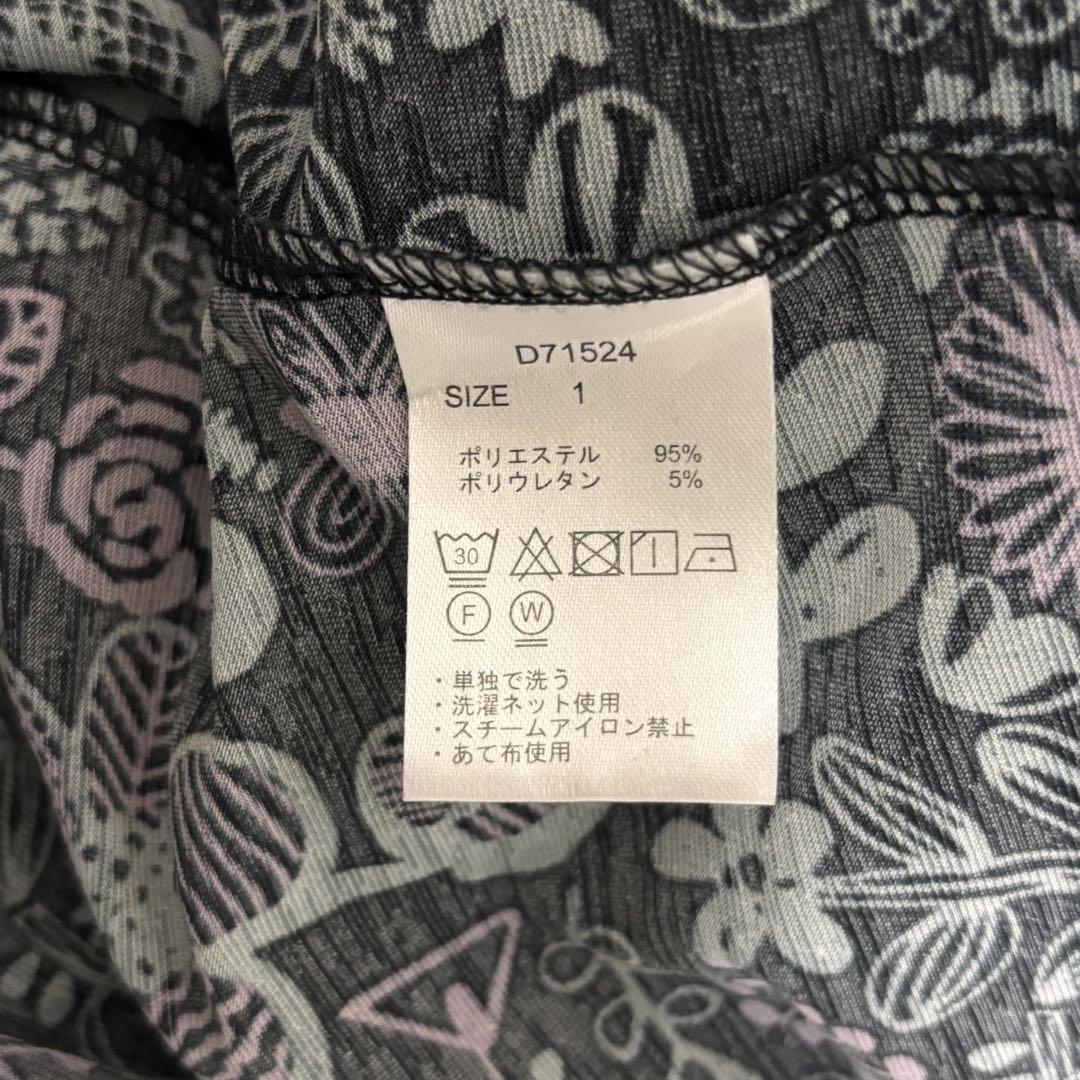 D71524
SIZE 1
ポリエステル 95%
ポリウレタン 5%
30
F W
・単独で洗う
・洗濯ネット使用
・スチームアイロン禁止
・あて布使用